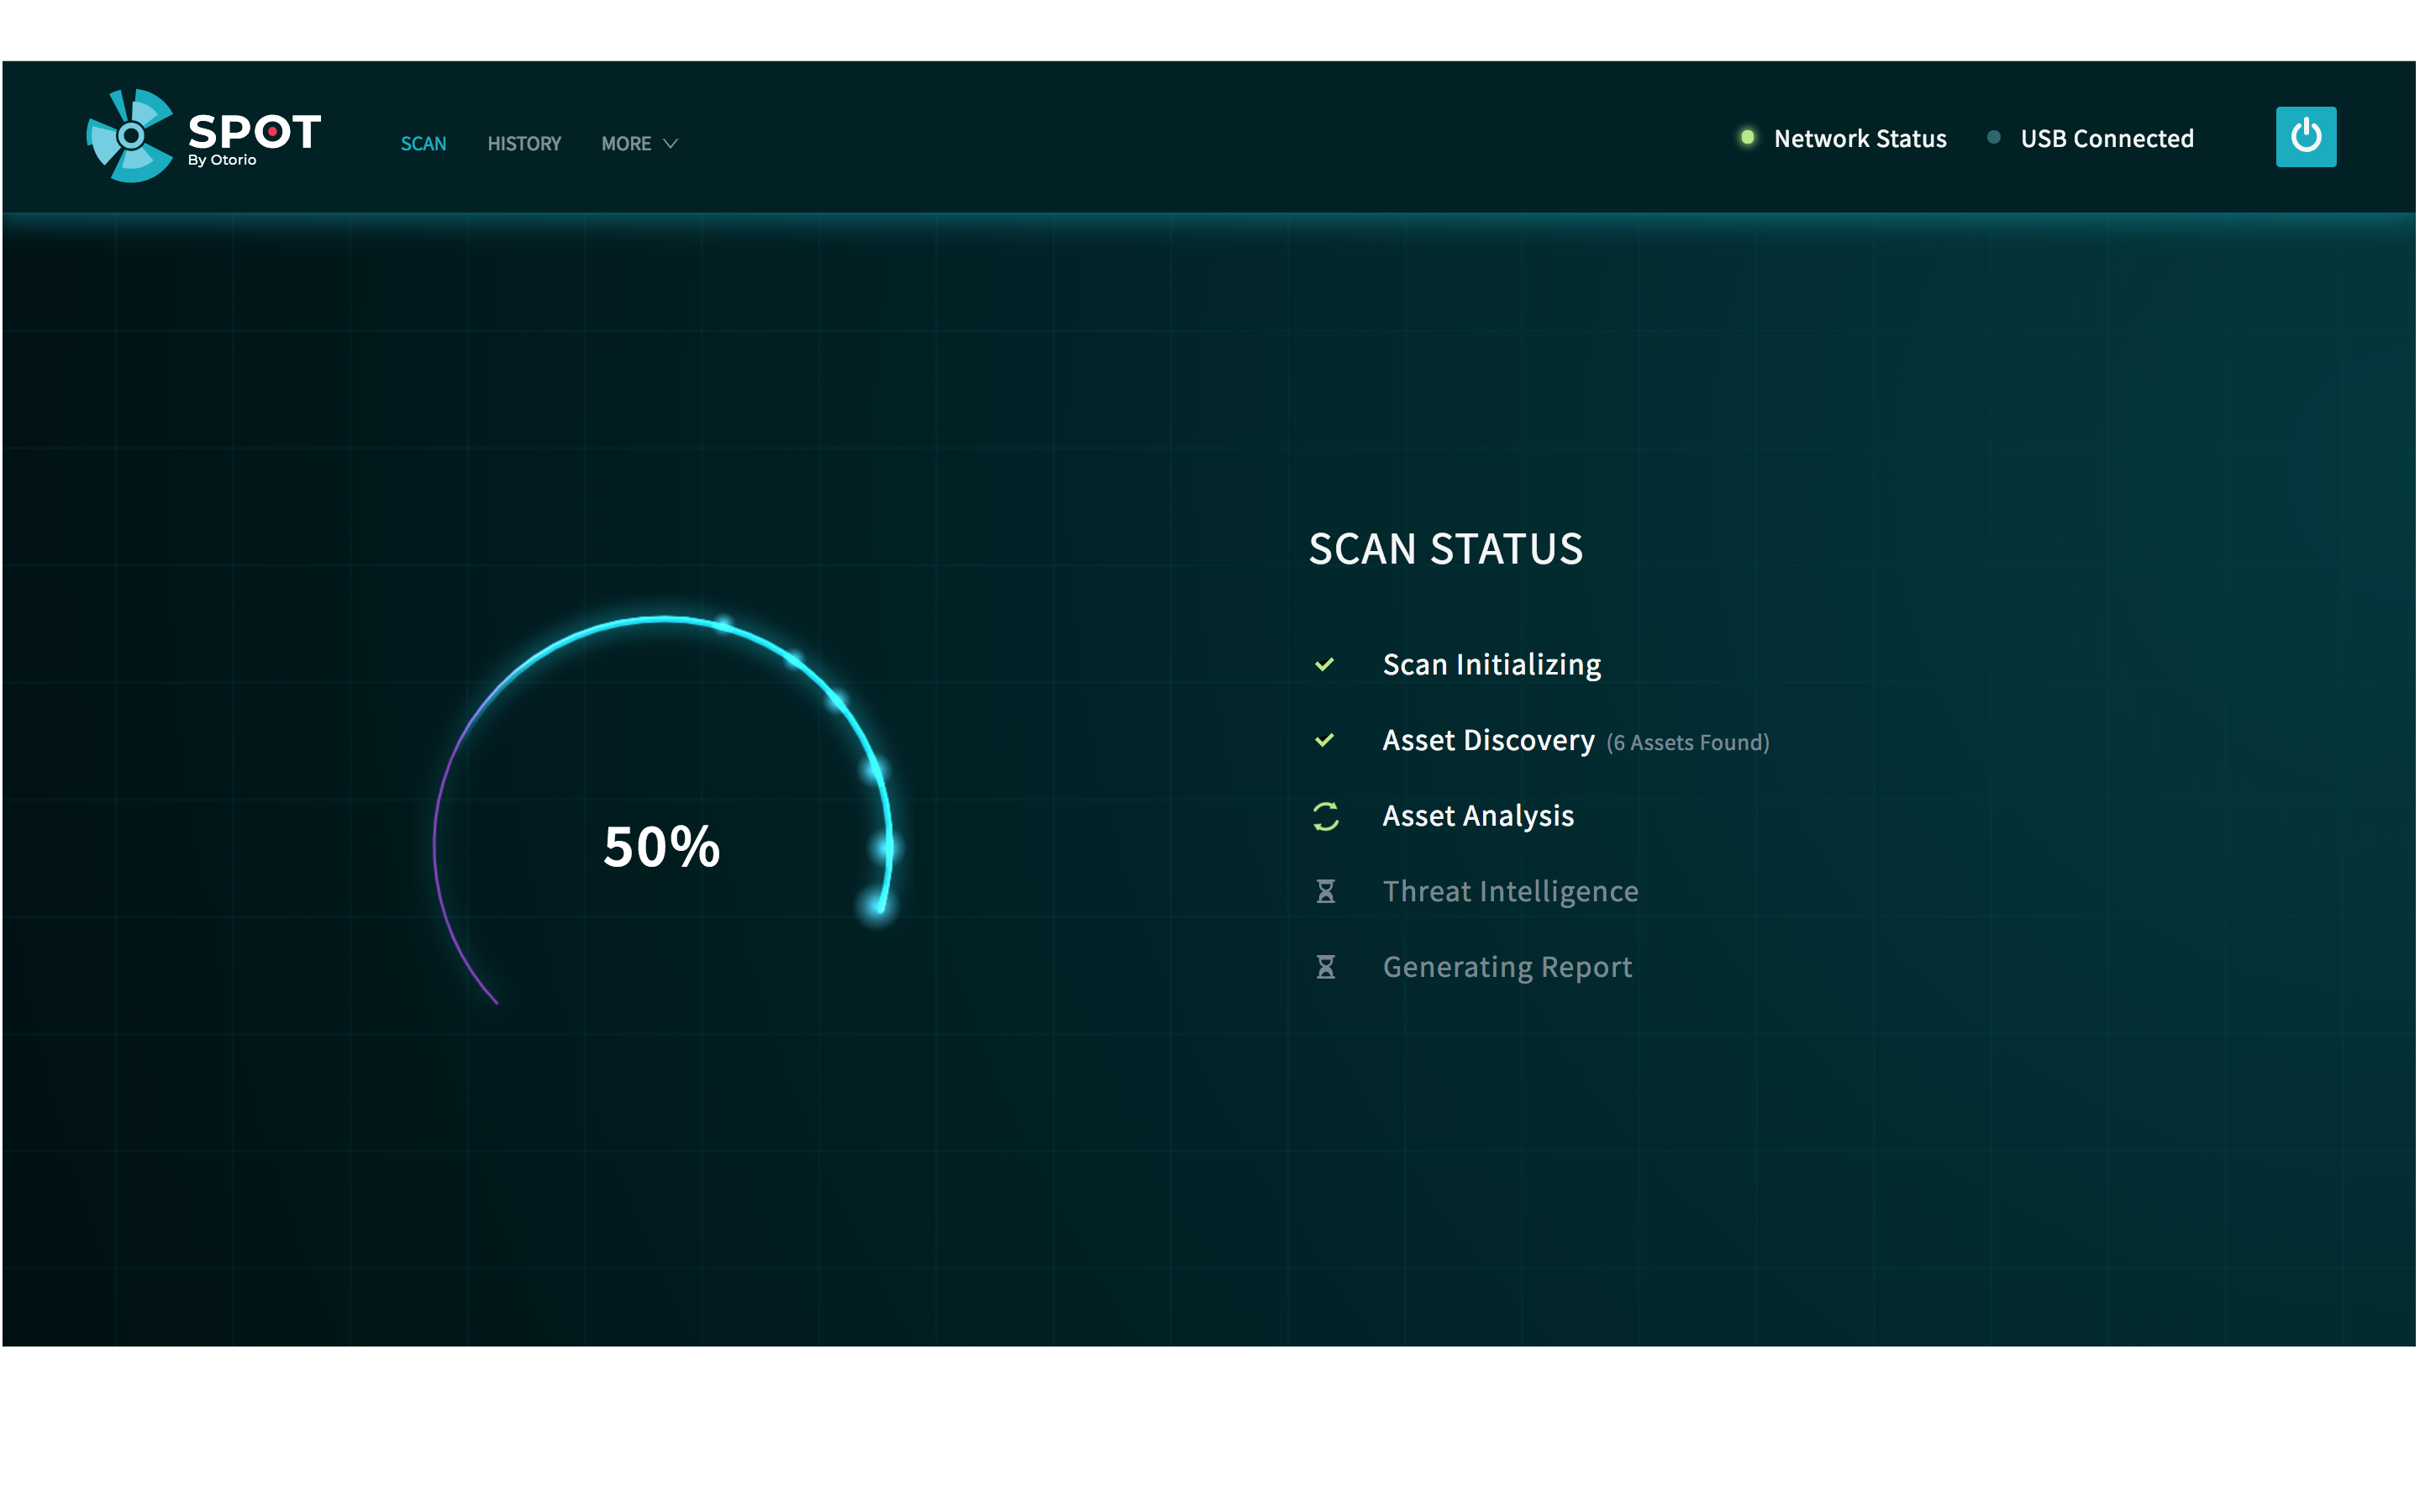 SPOT
By Otorio
SCAN HISTORY MORE
Network Status USB Connected
SCAN STATUS
Scan Initializing
Asset Discovery (6 Assets Found)
Asset Analysis
Threat Intelligence
Generating Report
50%